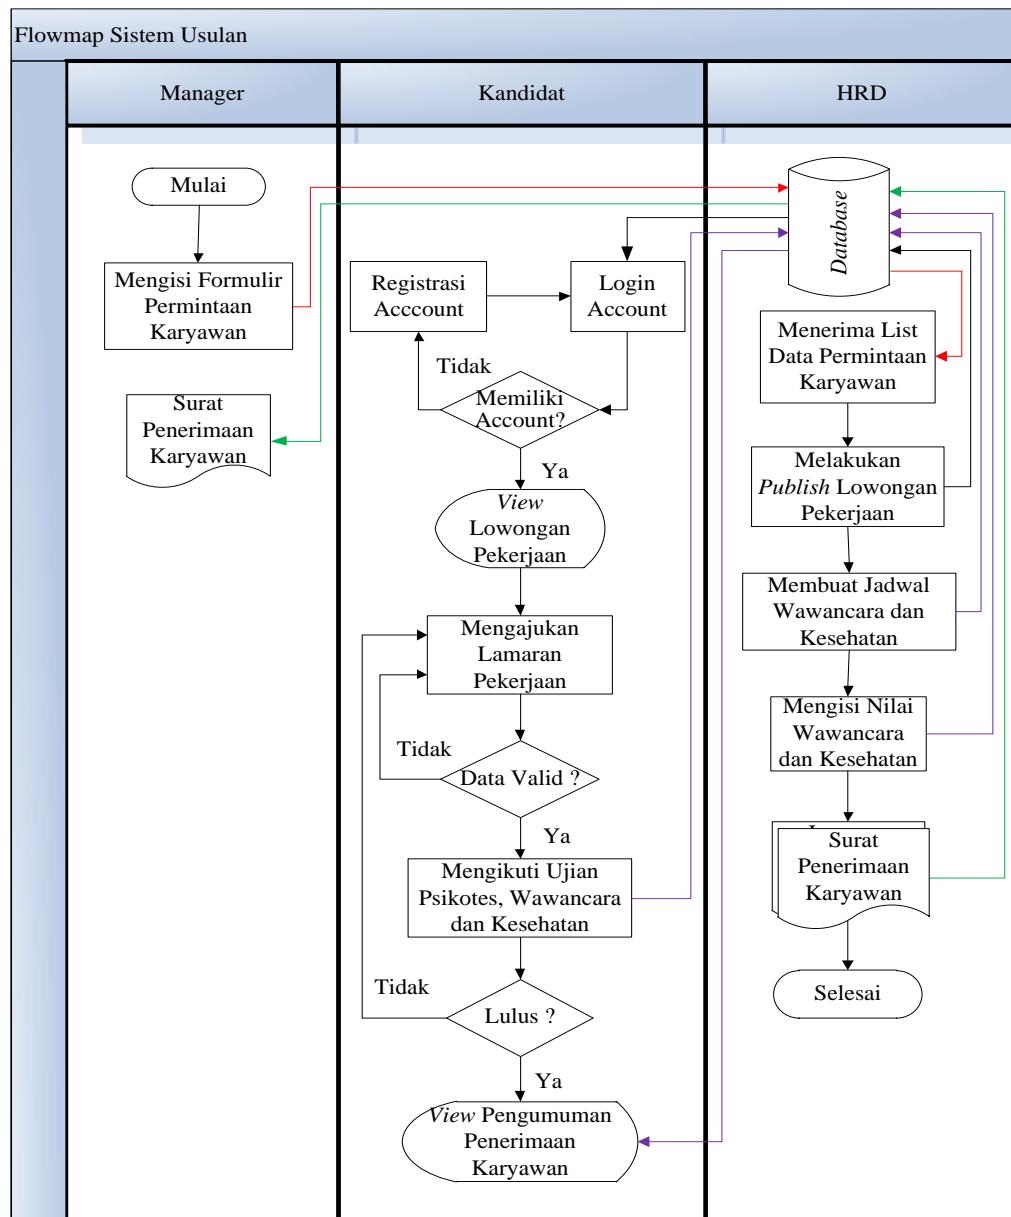 Flowmap Sistem Usulan
Manager
Kandidat
HRD
Mulai
Mengisi Formulir
Permintaan
Karyawan
Surat
Penerimaan
Karyawan
Registrasi
Acccount
Login
Account
Tidak
Memiliki
Account?
Ya
View
Lowongan
Pekerjaan
Mengajukan
Lamaran
Pekerjaan
Tidak
Data Valid ?
Ya
Mengikuti Ujian
Psikotes, Wawancara
dan Kesehatan
Tidak
Lulus ?
Ya
View Pengumuman
Penerimaan
Karyawan
Database
Menerima List
Data Permintaan
Karyawan
Melakukan
Publish Lowongan
Pekerjaan
Membuat Jadwal
Wawancara dan
Kesehatan
Mengisi Nilai
Wawancara
dan Kesehatan
Surat
Penerimaan
Karyawan
Selesai